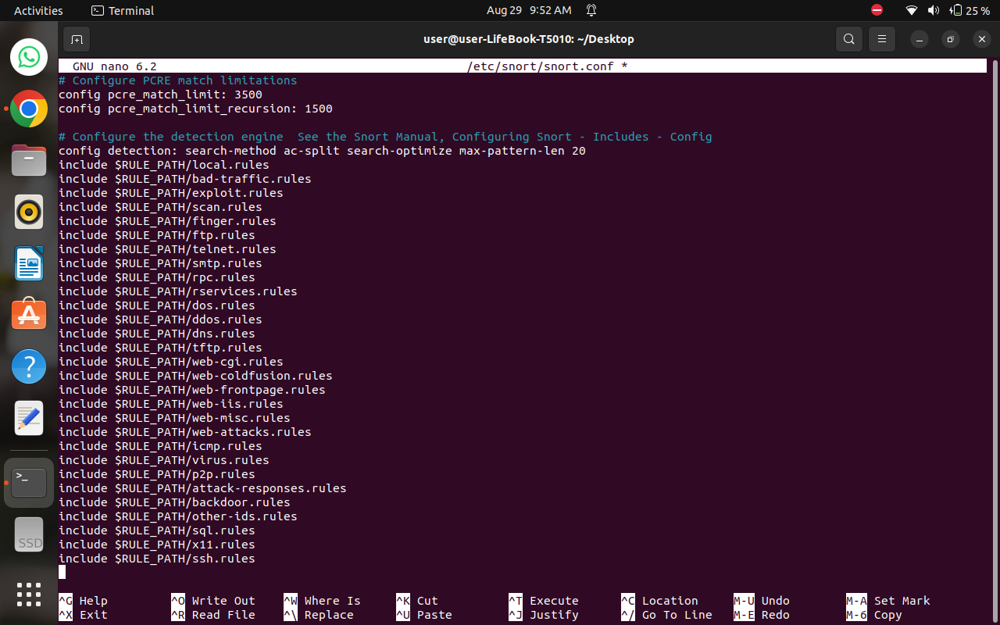 Activities Terminal Aug 29 9:52 AM 25 %
user@user-LifeBook-T5010: ~/Desktop
GNU nano 6.2 /etc/snort/snort.conf *
# Configure PCRE match limitations
config pcre_match_limit: 3500
config pcre_match_limit_recursion: 1500
# Configure the detection engine  See the Snort Manual, Configuring Snort - Includes - Config
config detection: search-method ac-split search-optimize max-pattern-len 20
include $RULE_PATH/local.rules
include $RULE_PATH/bad-traffic.rules
include $RULE_PATH/exploit.rules
include $RULE_PATH/scan.rules
include $RULE_PATH/finger.rules
include $RULE_PATH/ftp.rules
include $RULE_PATH/telnet.rules
include $RULE_PATH/smtp.rules
include $RULE_PATH/rpc.rules
include $RULE_PATH/rservices.rules
include $RULE_PATH/dos.rules
include $RULE_PATH/ddos.rules
include $RULE_PATH/dns.rules
include $RULE_PATH/tftp.rules
include $RULE_PATH/web-cgi.rules
include $RULE_PATH/web-coldfusion.rules
include $RULE_PATH/web-frontpage.rules
include $RULE_PATH/web-iis.rules
include $RULE_PATH/web-misc.rules
include $RULE_PATH/web-attacks.rules
include $RULE_PATH/icmp.rules
include $RULE_PATH/virus.rules
include $RULE_PATH/p2p.rules
include $RULE_PATH/attack-responses.rules
include $RULE_PATH/backdoor.rules
include $RULE_PATH/other-ids.rules
include $RULE_PATH/sql.rules
include $RULE_PATH/x11.rules
include $RULE_PATH/ssh.rules
SSD
^G Help ^O Write Out ^W Where Is ^K Cut ^T Execute ^C Location M-U Undo M-A Set Mark
^X Exit ^R Read File ^\ Replace ^U Paste ^J Justify ^/ Go To Line M-E Redo M-6 Copy